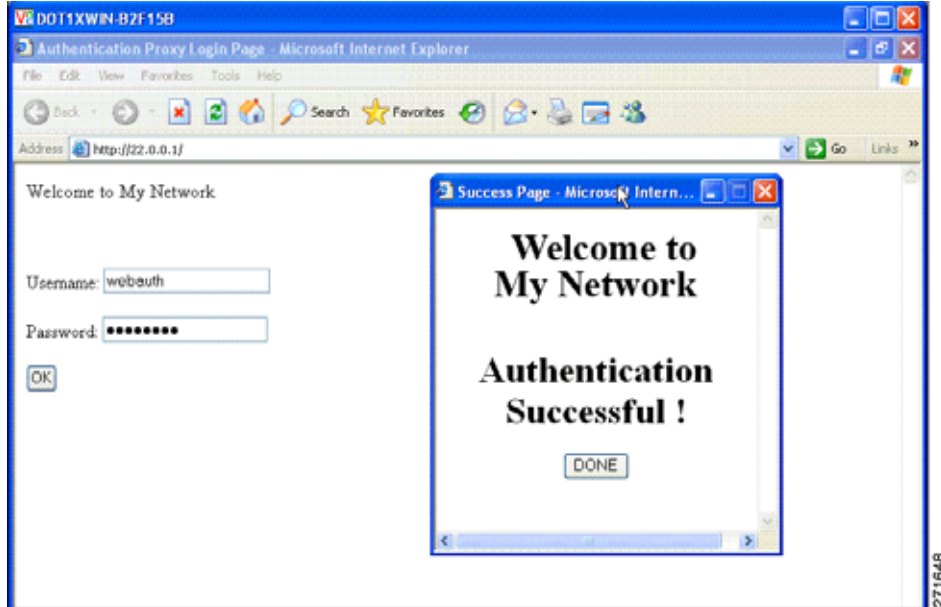 DOT1XWIN-B2F15B
Authentication Proxy Login Page - Microsoft Internet Explorer
File Edit View Favorites Tools Help
Back Search Favorites
Address http://22.0.0.1/ Go Links »
Welcome to My Network
Username: webauth
Password: ••••••••
OK
Success Page - Microsoft Intern...
Welcome to
My Network
Authentication
Successful !
DONE
271648